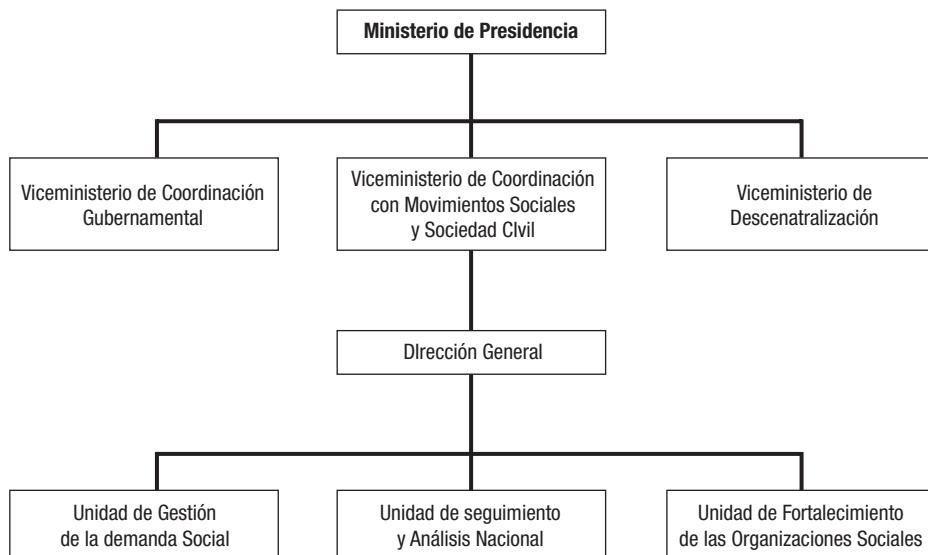 Ministerio de Presidencia
Viceministerio de Coordinación
Gubernamental
Viceministerio de Coordinación
con Movimientos Sociales
y Sociedad CIvil
Viceministerio de
Descenatralización
DIrección General
Unidad de Gestión
de la demanda Social
Unidad de seguimiento
y Análisis Nacional
Unidad de Fortalecimiento
de las Organizaciones Sociales